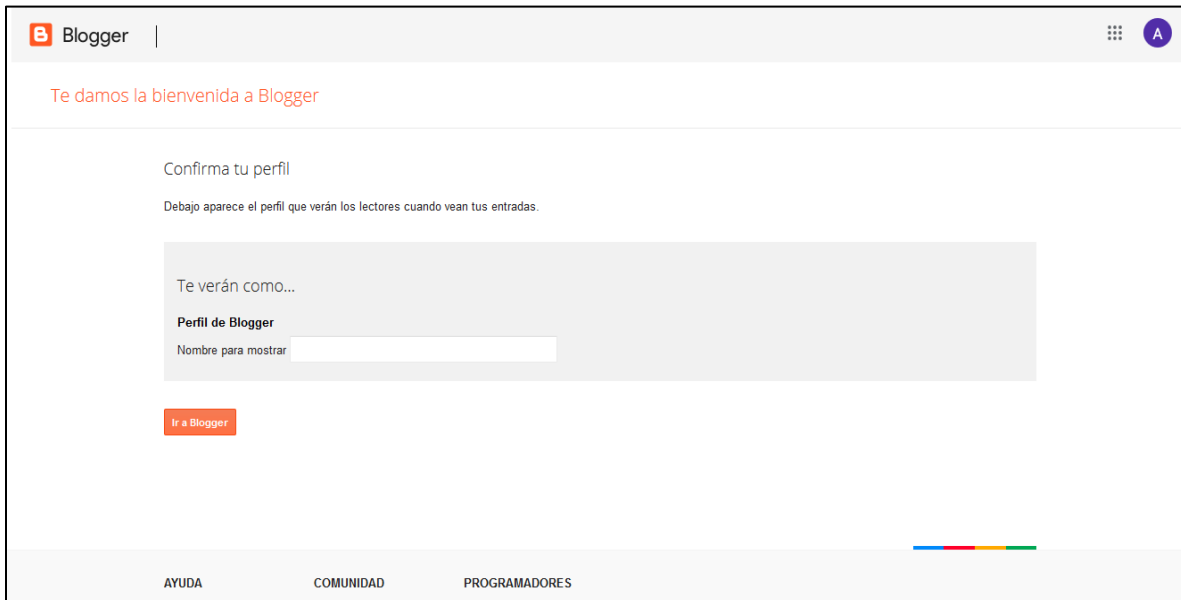 Blogger
A
Te damos la bienvenida a Blogger
Confirma tu perfil
Debajo aparece el perfil que verán los lectores cuando vean tus entradas.
Te verán como...
Perfil de Blogger
Nombre para mostrar
Ir a Blogger
AYUDA COMUNIDAD PROGRAMADORES